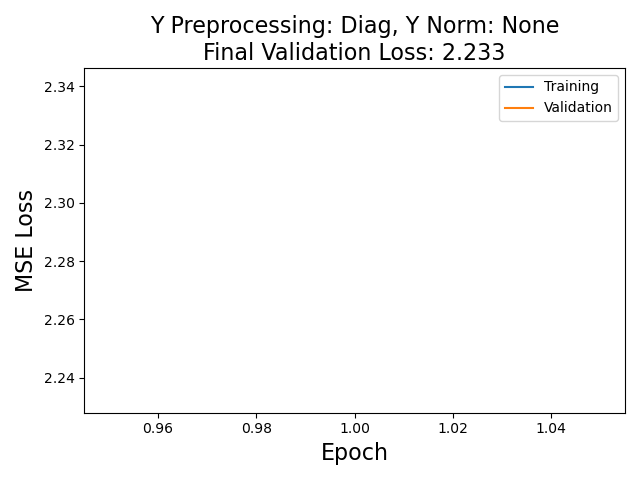 Y Preprocessing: Diag, Y Norm: None
Final Validation Loss: 2.233
Training
Validation
MSE Loss
2.34
2.32
2.30
2.28
2.26
2.24
0.96 0.98 1.00 1.02 1.04
Epoch